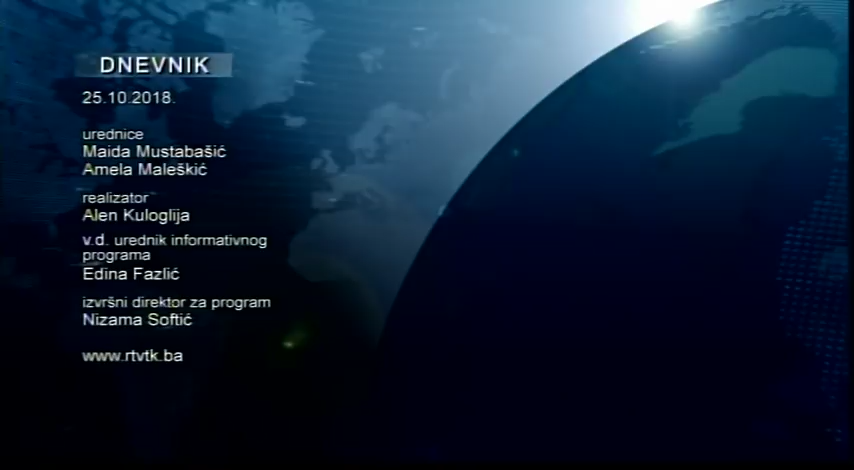 DNEVNIK
25.10.2018.
urednice
Maida Mustabašić
Amela Maleškić
realizator
Alen Kuloglija
v.d. urednik informativnog
programa
Edina Fazlić
izvršni direktor za program
Nizama Softić
www.rtvtk.ba